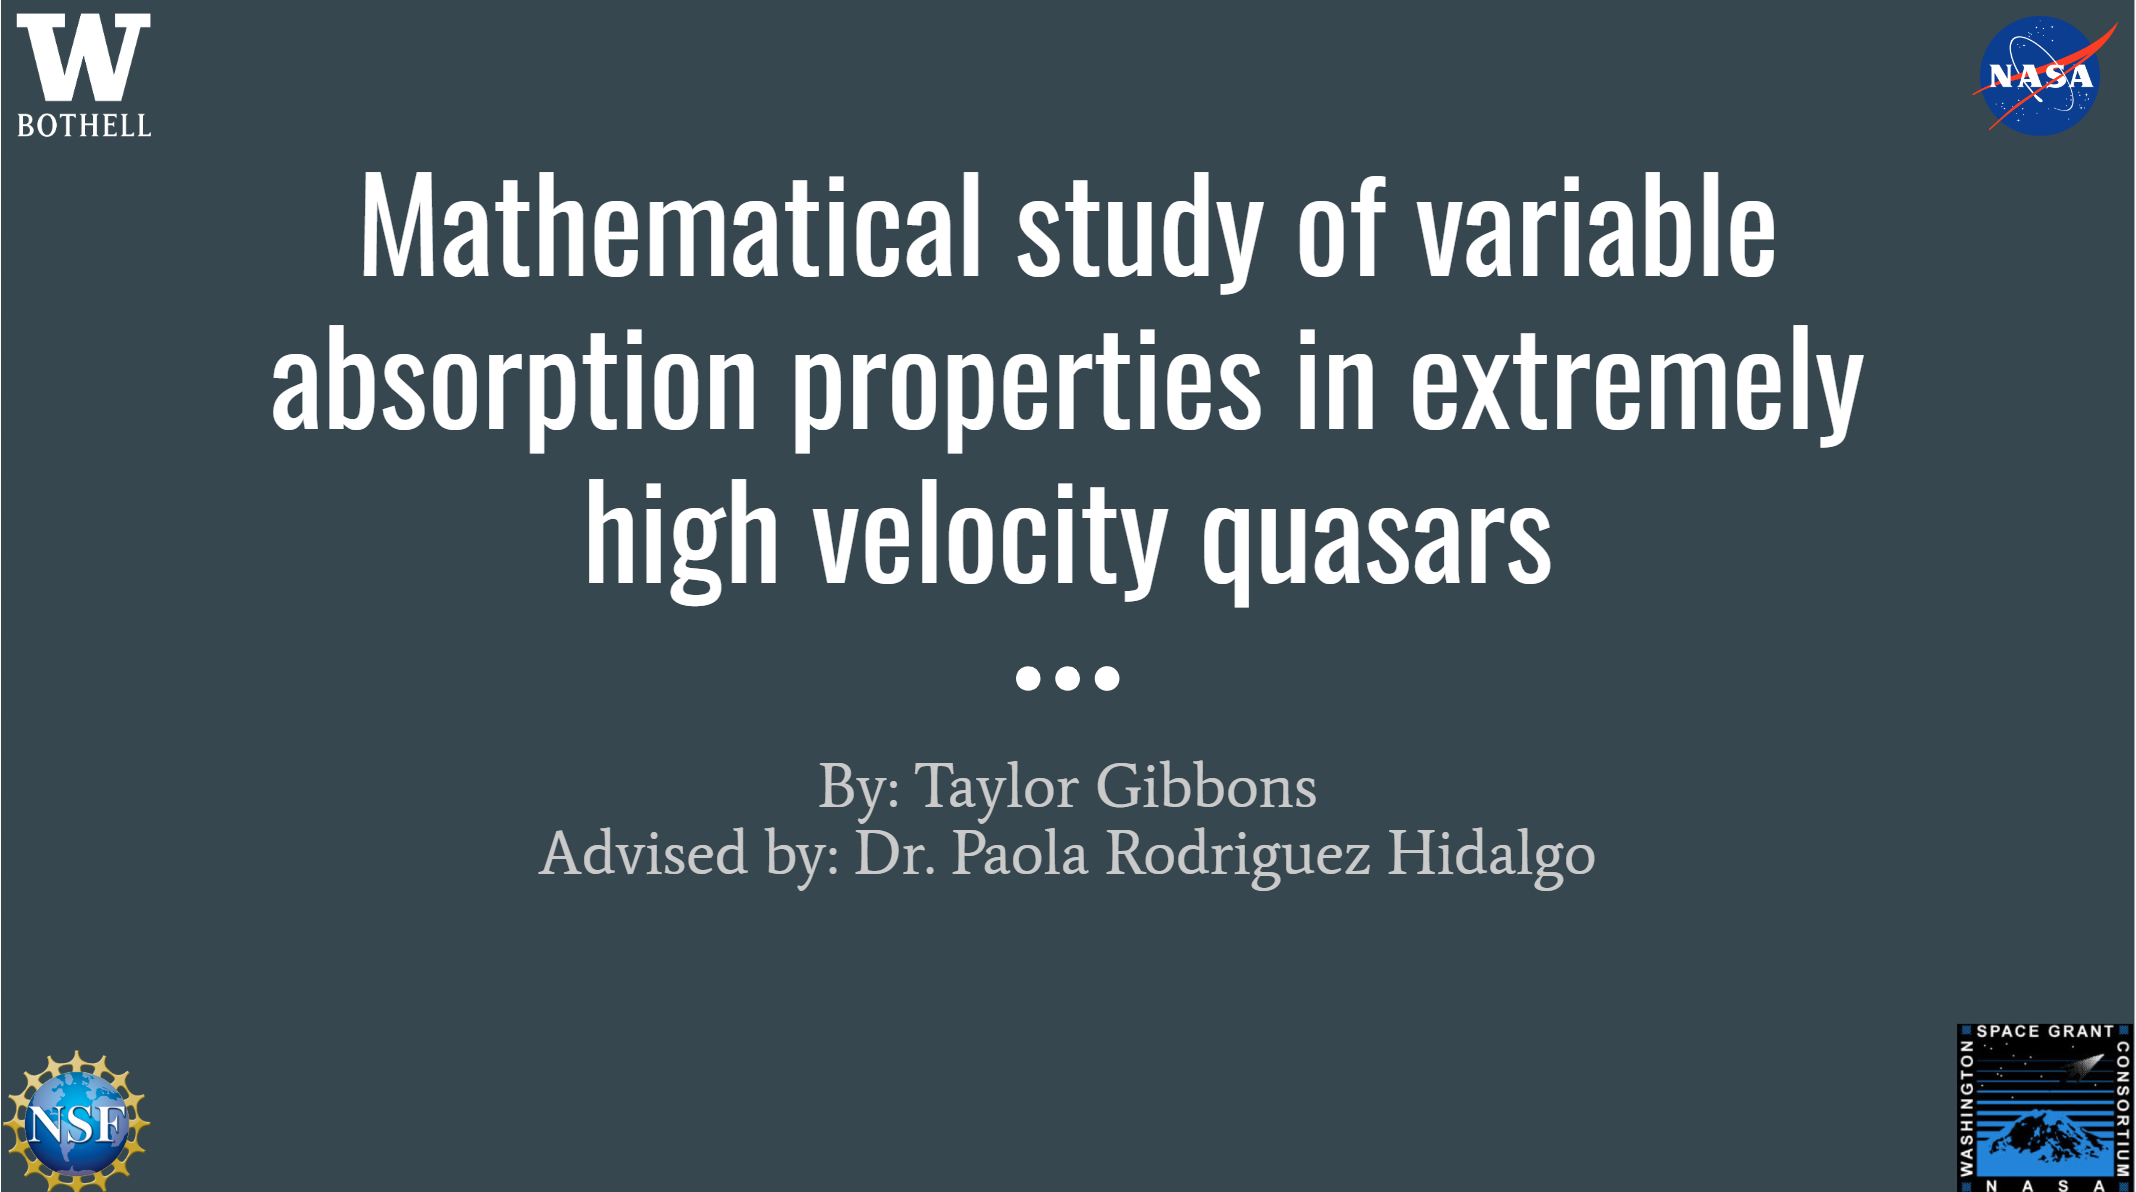 W
BOTHELL
NASA
Mathematical study of variable
absorption properties in extremely
high velocity quasars
By: Taylor Gibbons
Advised by: Dr. Paola Rodriguez Hidalgo
NSF
WASHINGTON
SPACE GRANT
CONSORTIUM
NASA